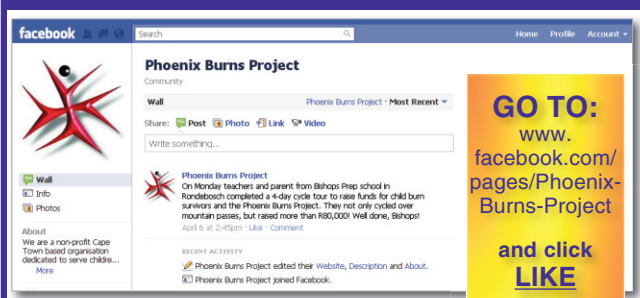 facebook
Search
Home Profile Account
Phoenix Burns Project
Community
Wall
Phoenix Burns Project · Most Recent
Share: Post Photo Link Video
Write something...
Phoenix Burns Project
On Monday teachers and parent from Bishops Prep school in
Rondebosch completed a 4-day cycle tour to raise funds for child burn
survivors and the Phoenix Burns Project. They not only cycled over
mountain passes, but raised more than R80,000! Well done, Bishops!
April 6 at 2:45pm · Like · Comment
RECENT ACTIVITY
Phoenix Burns Project edited their Website, Description and About.
Phoenix Burns Project joined Facebook.
Wall
Info
Photos
About
We are a non-profit Cape
Town based organisation
dedicated to serve childre...
More
GO TO:
www.
facebook.com/
pages/Phoenix-
Burns-Project
and click
LIKE